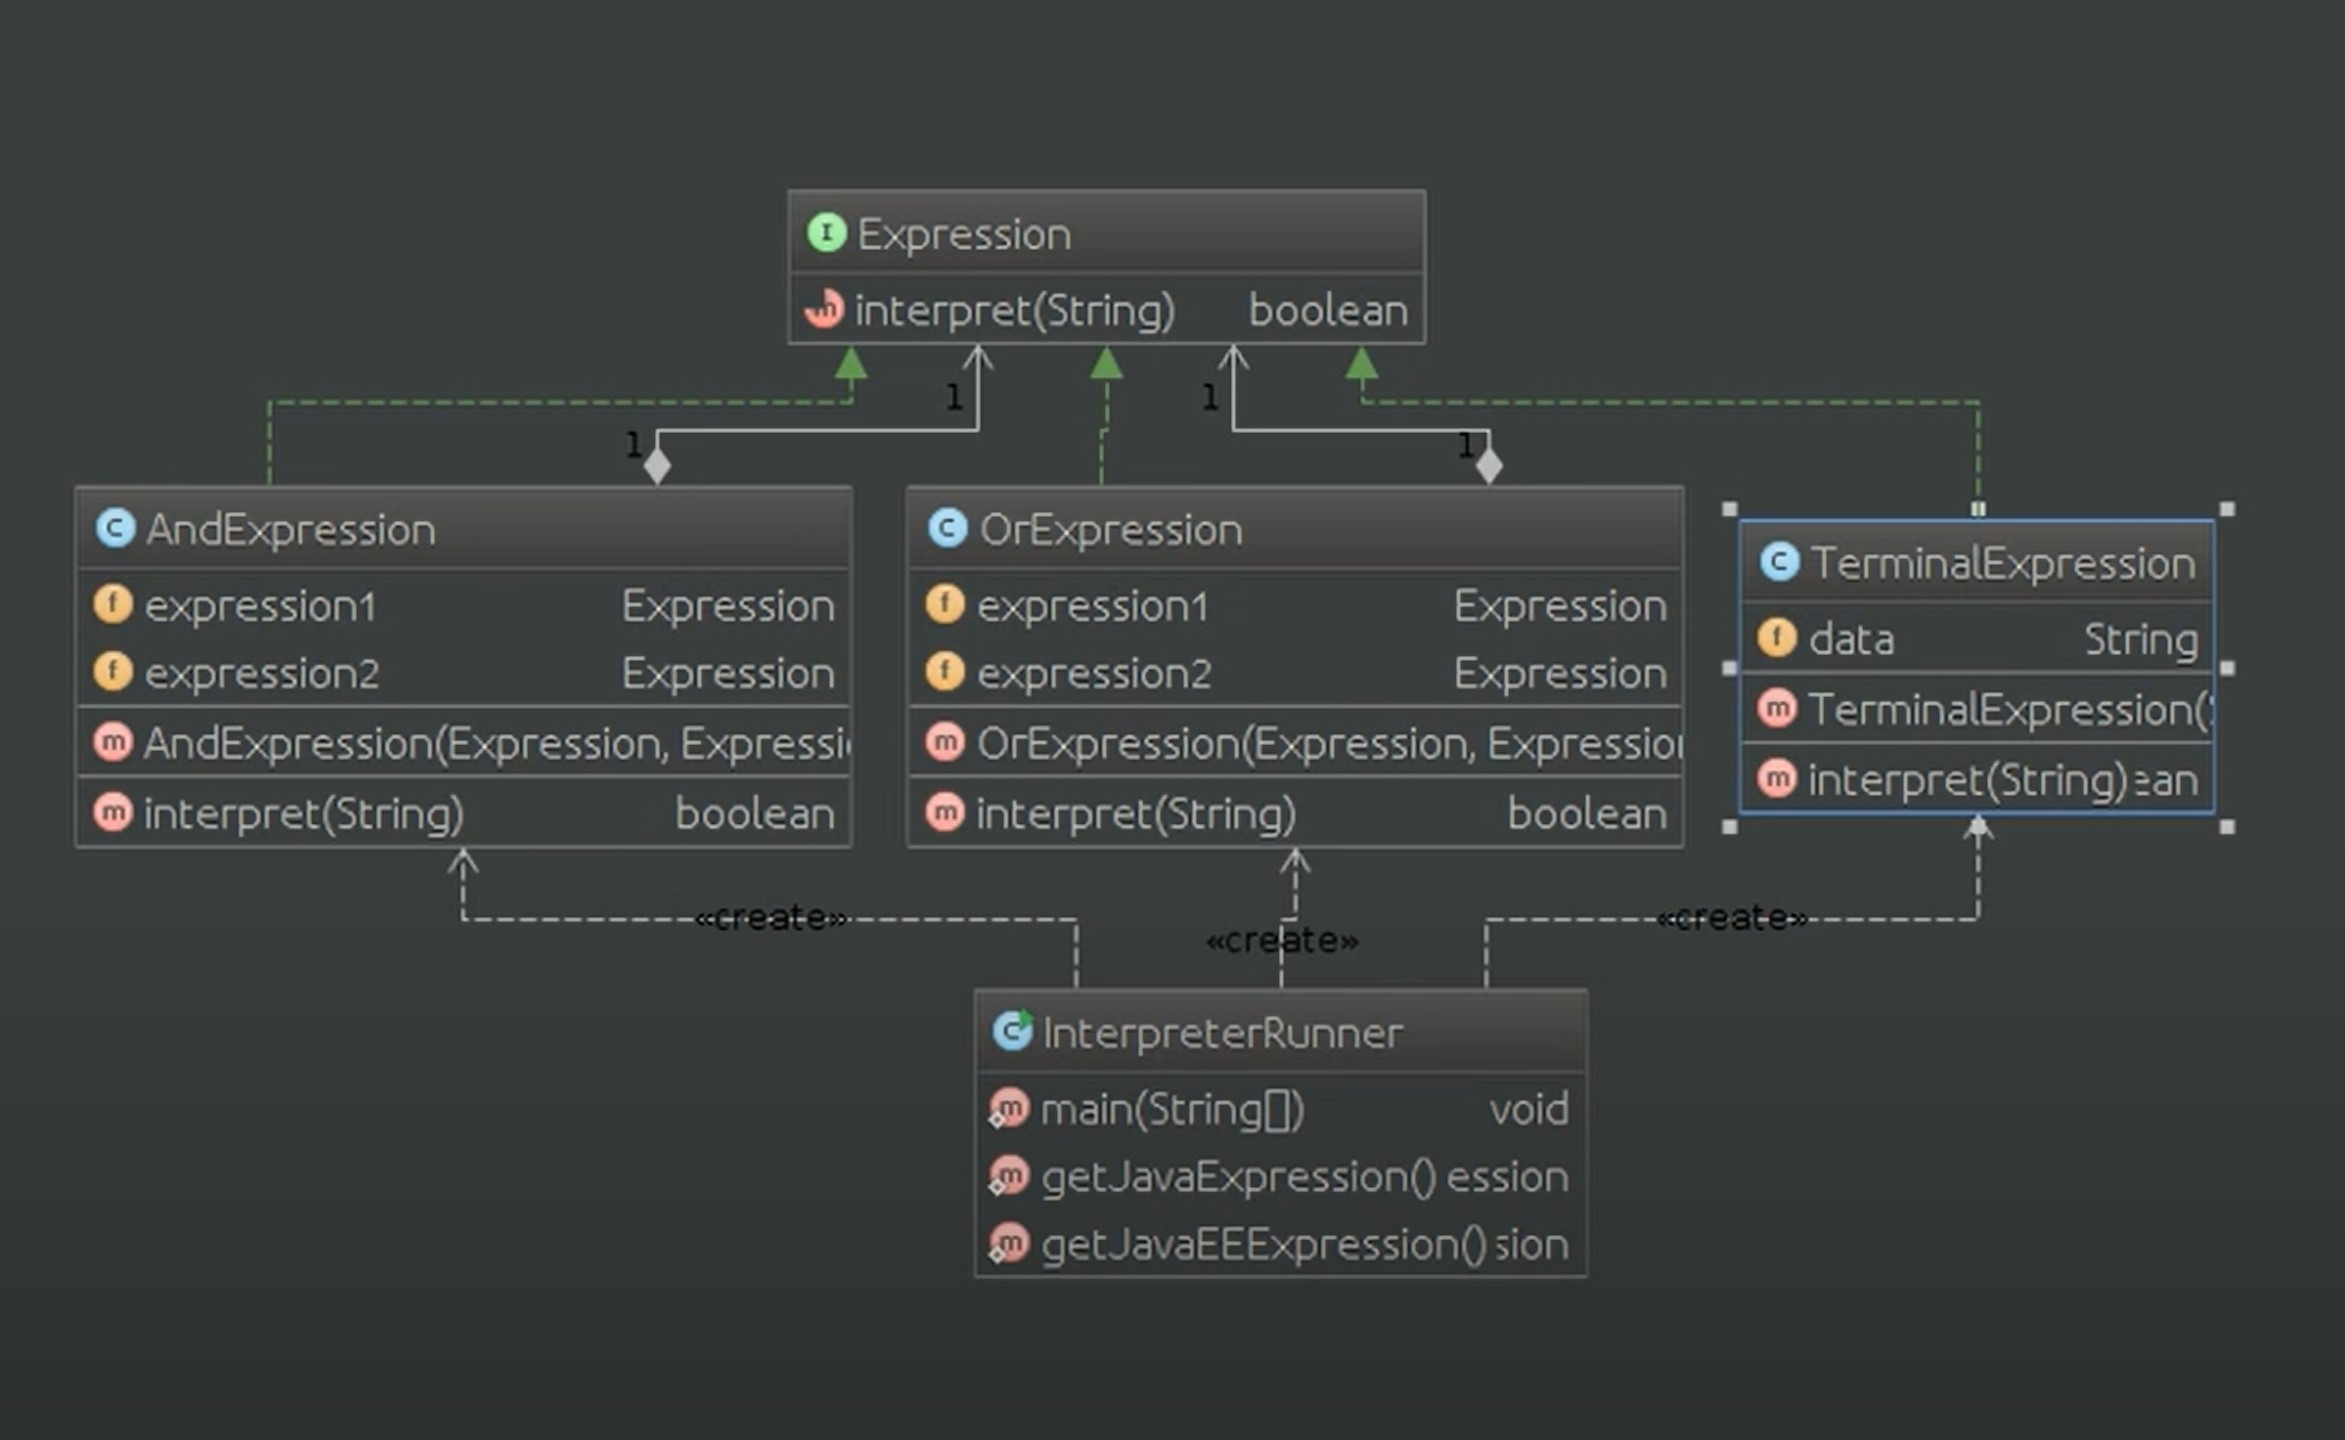 Expression
interpret(String) boolean
1
1
1
1
AndExpression
expression1 Expression
expression2 Expression
AndExpression(Expression, Expressi
interpret(String) boolean
OrExpression
expression1 Expression
expression2 Expression
OrExpression(Expression, Expression
interpret(String) boolean
TerminalExpression
data String
TerminalExpression(
interpret(String) ean
«create»
«create»
«create»
InterpreterRunner
main(String[]) void
getJavaExpression() ession
getJavaEEExpression() sion